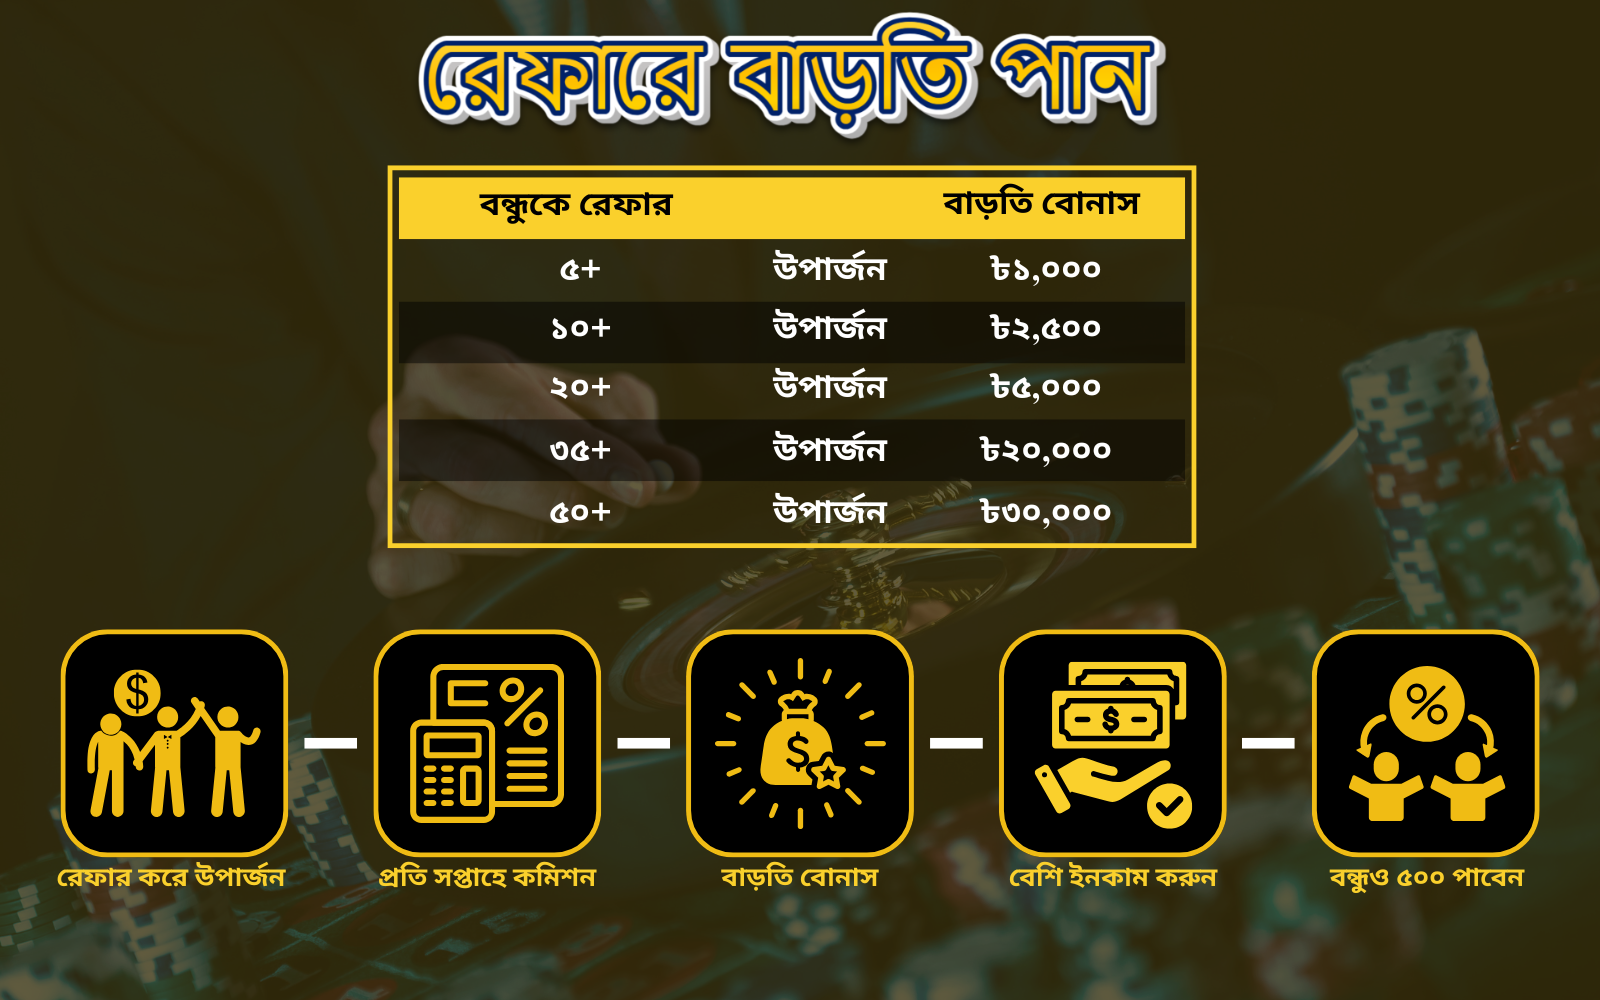 রেফারে বাড়তি পান
বন্ধুকে রেফার বাড়তি বোনাস
৫+ উপার্জন ৳১,০০০
১০+ উপার্জন ৳২,৫০০
২০+ উপার্জন ৳৫,০০০
৩৫+ উপার্জন ৳২০,০০০
৫০+ উপার্জন ৳৩০,০০০
রেফার করে উপার্জন
প্রতি সপ্তাহে কমিশন
বাড়তি বোনাস
বেশি ইনকাম করুন
বন্ধুও ৫০০ পাবেন